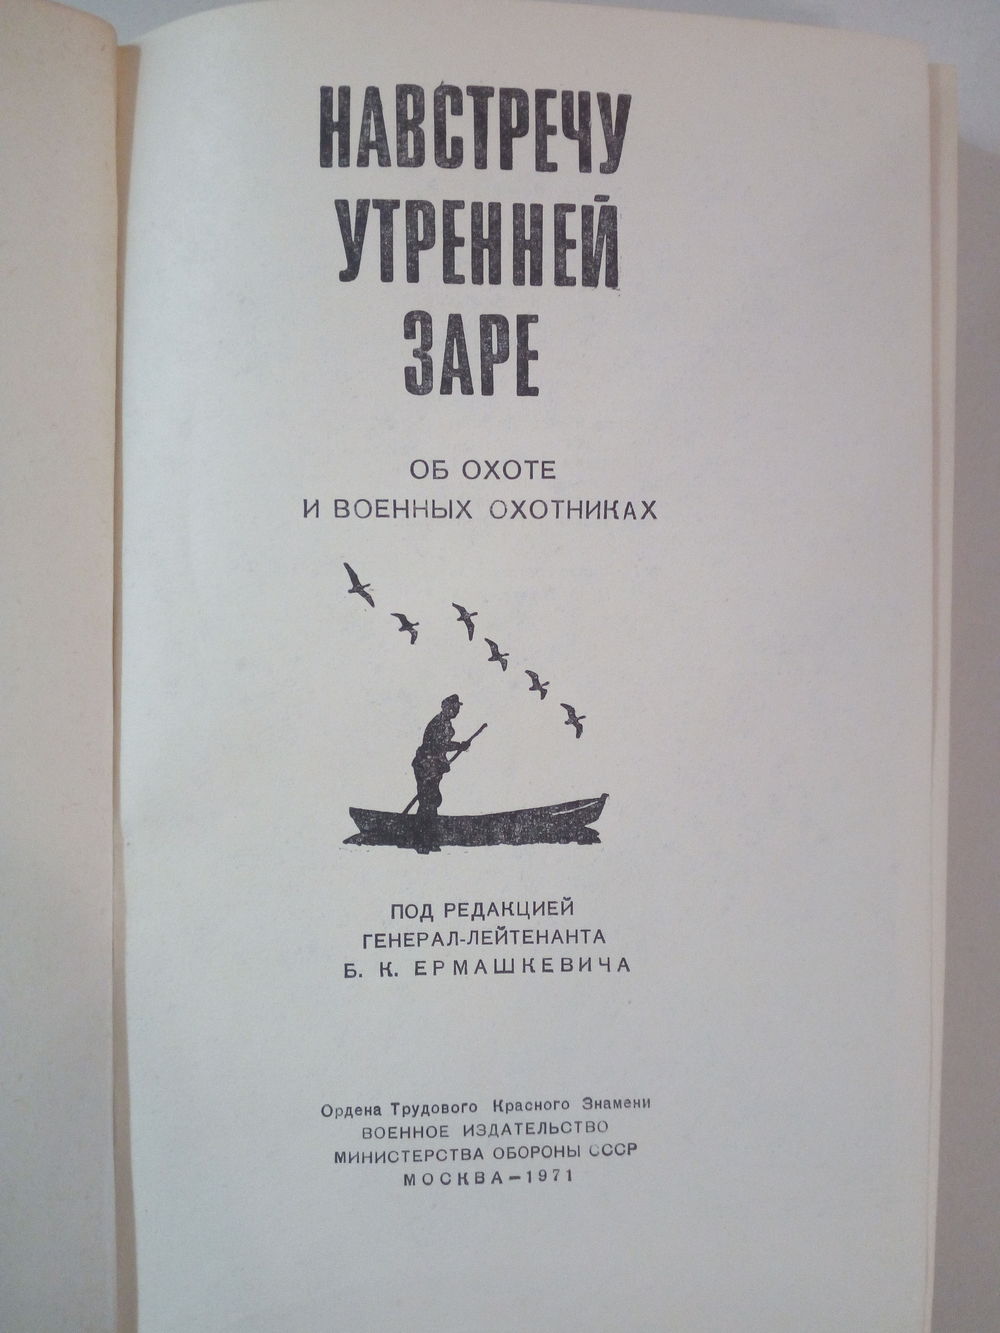 НАВСТРЕЧУ
УТРЕННЕЙ
ЗАРЕ
ОБ ОХОТЕ
И ВОЕННЫХ ОХОТНИКАХ
ПОД РЕДАКЦИЕЙ
ГЕНЕРАЛ-ЛЕЙТЕНАНТА
Б. К. ЕРМАШКЕВИЧА
Ордена Трудового Красного Знамени
ВОЕННОЕ ИЗДАТЕЛЬСТВО
МИНИСТЕРСТВА ОБОРОНЫ СССР
МОСКВА—1971